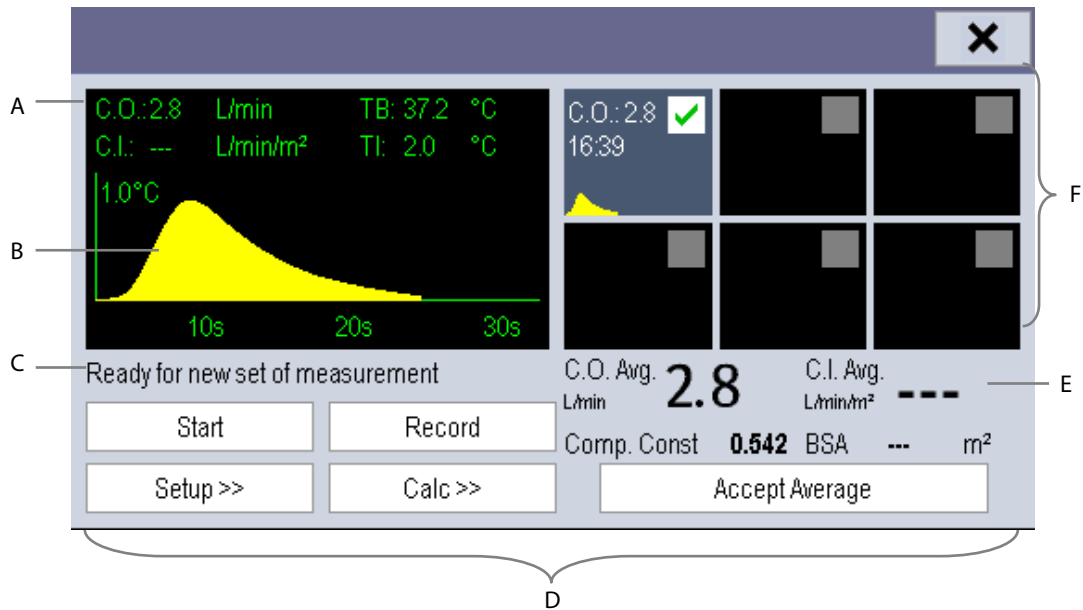 A
C.O.:2.8 L/min TB: 37.2 °C
C.I.: --- L/min/m² TI: 2.0 °C
1.0°C
B
10s 20s 30s
C.O.:2.8
16:39
F
C
Ready for new set of measurement
Start Record
Setup >> Calc >>
C.O. Avg. 2.8 C.I. Avg. ---
L/min L/min/m²
E
Comp. Const 0.542 BSA --- m²
Accept Average
D